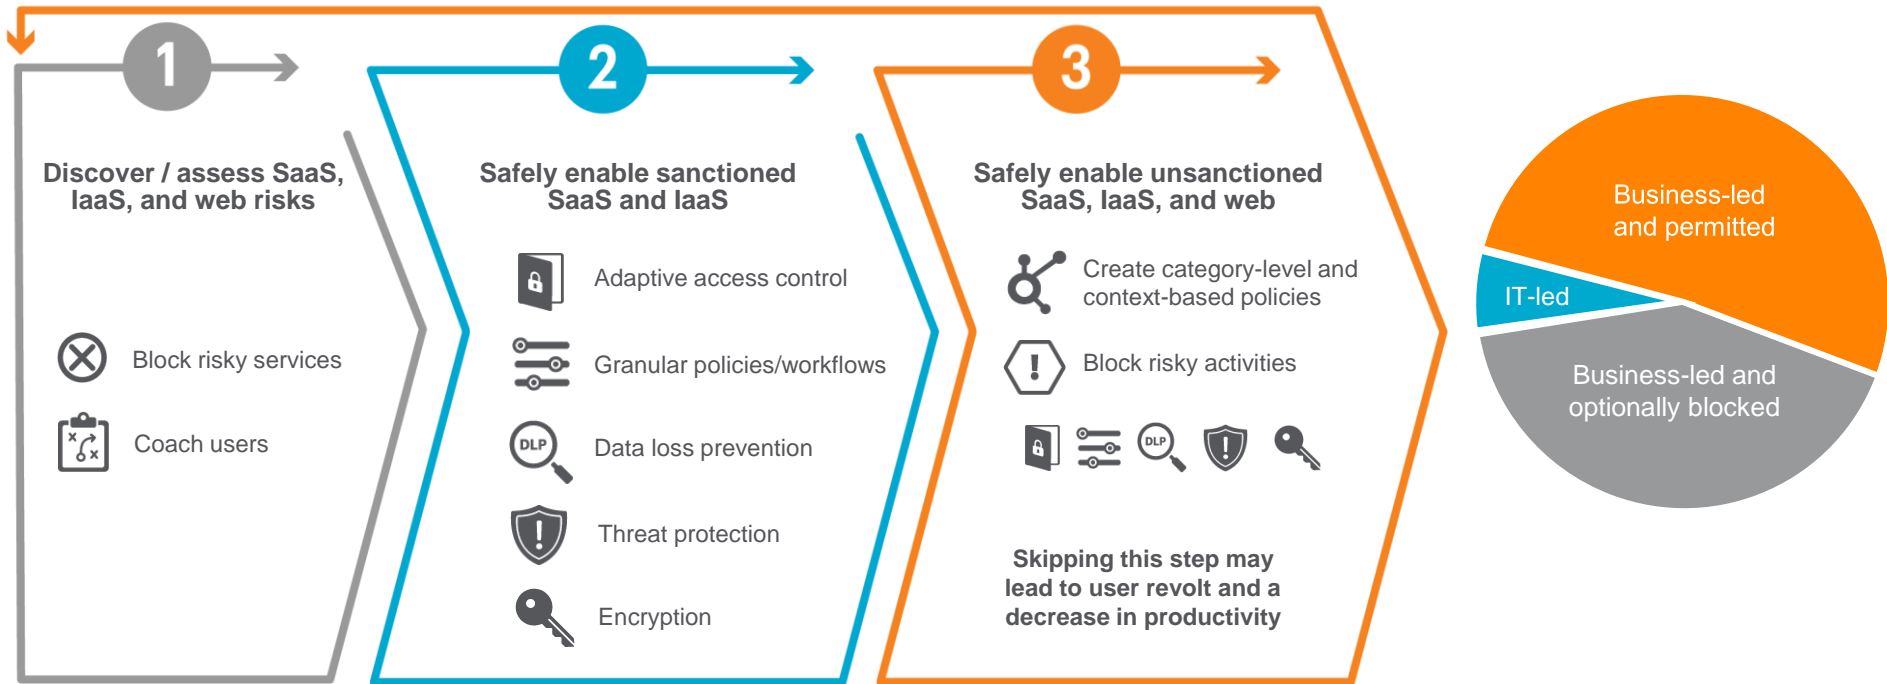 1
Discover / assess SaaS,
IaaS, and web risks
Block risky services
Coach users
2
Safely enable sanctioned
SaaS and IaaS
Adaptive access control
Granular policies/workflows
DLP
Data loss prevention
Threat protection
Encryption
3
Safely enable unsanctioned
SaaS, IaaS, and web
Create category-level and
context-based policies
Block risky activities
DLP
Skipping this step may
lead to user revolt and a
decrease in productivity
Business-led
and permitted
IT-led
Business-led and
optionally blocked